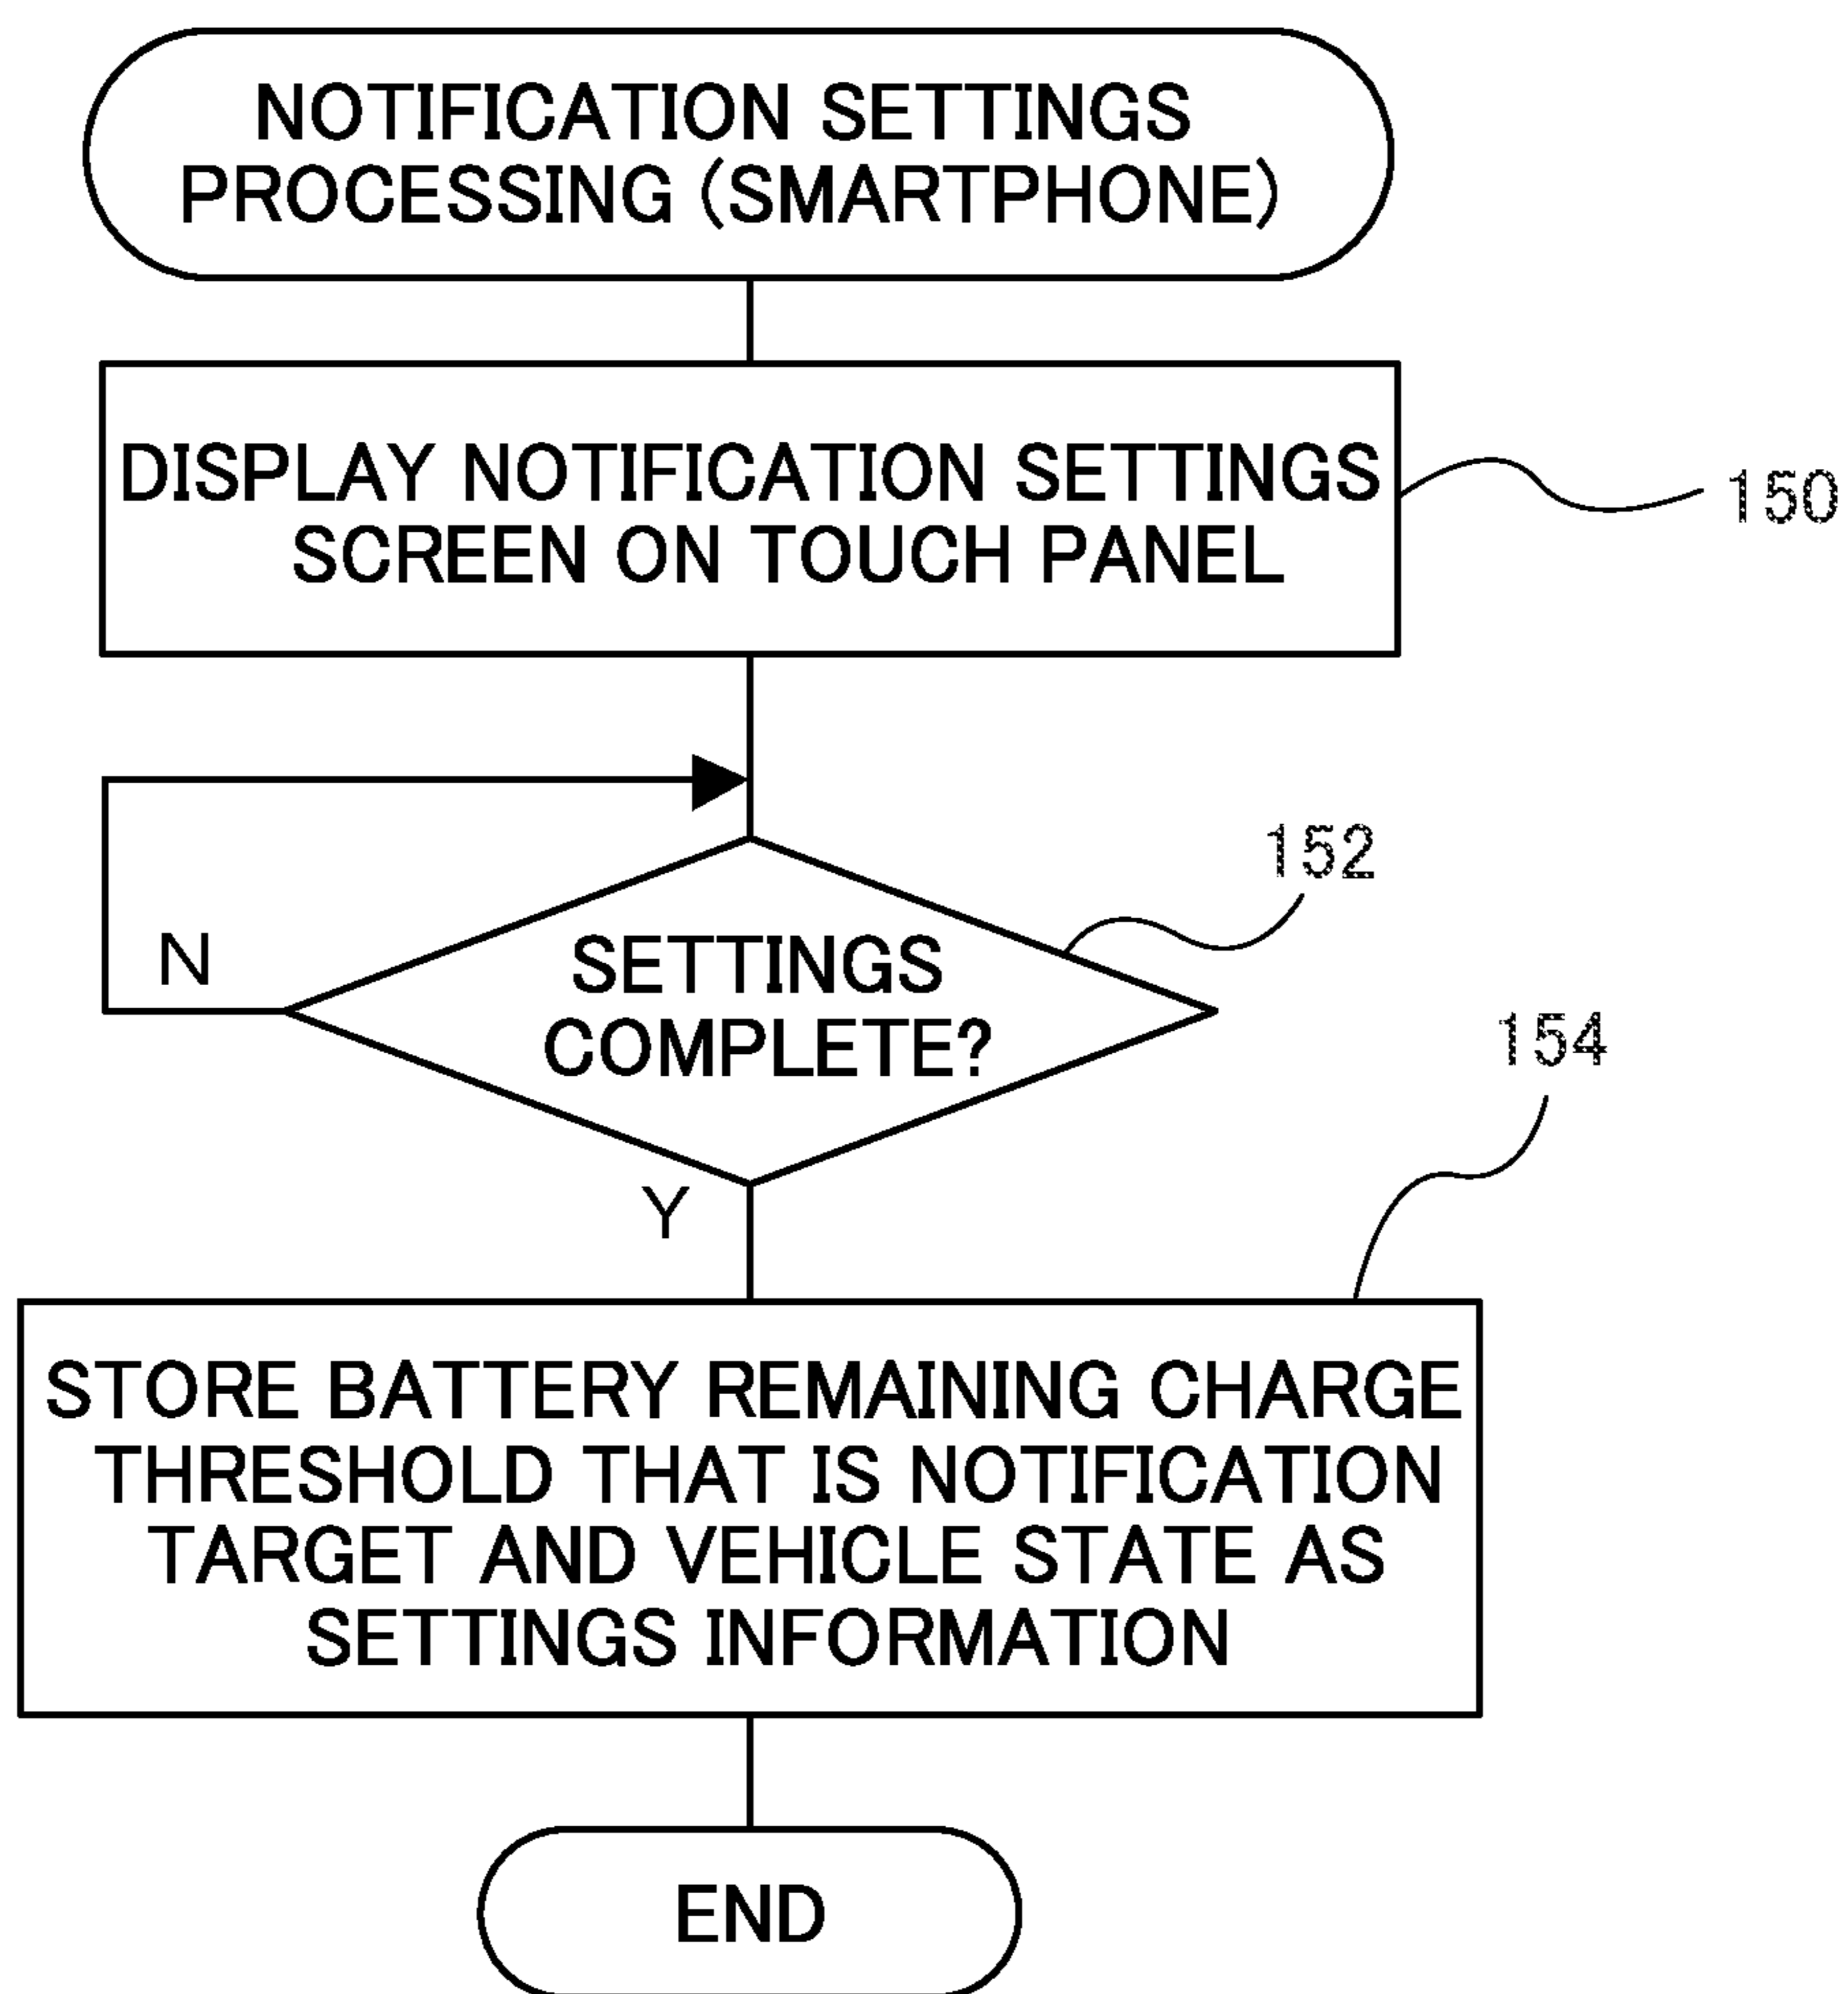 NOTIFICATION SETTINGS
PROCESSING (SMARTPHONE)
DISPLAY NOTIFICATION SETTINGS
SCREEN ON TOUCH PANEL
150
152
N
SETTINGS
COMPLETE?
154
Y
STORE BATTERY REMAINING CHARGE
THRESHOLD THAT IS NOTIFICATION
TARGET AND VEHICLE STATE AS
SETTINGS INFORMATION
END